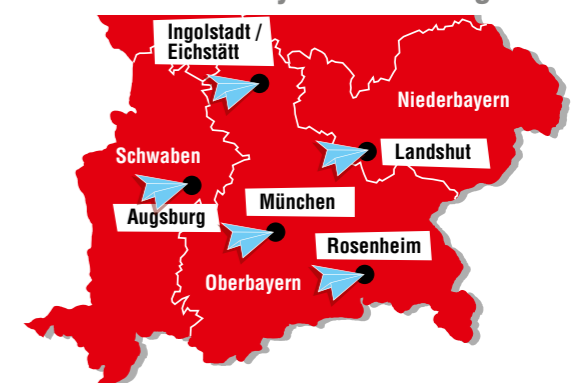 Ingolstadt /
Eichstätt
Niederbayern
Landshut
Schwaben
Augsburg
München
Rosenheim
Oberbayern